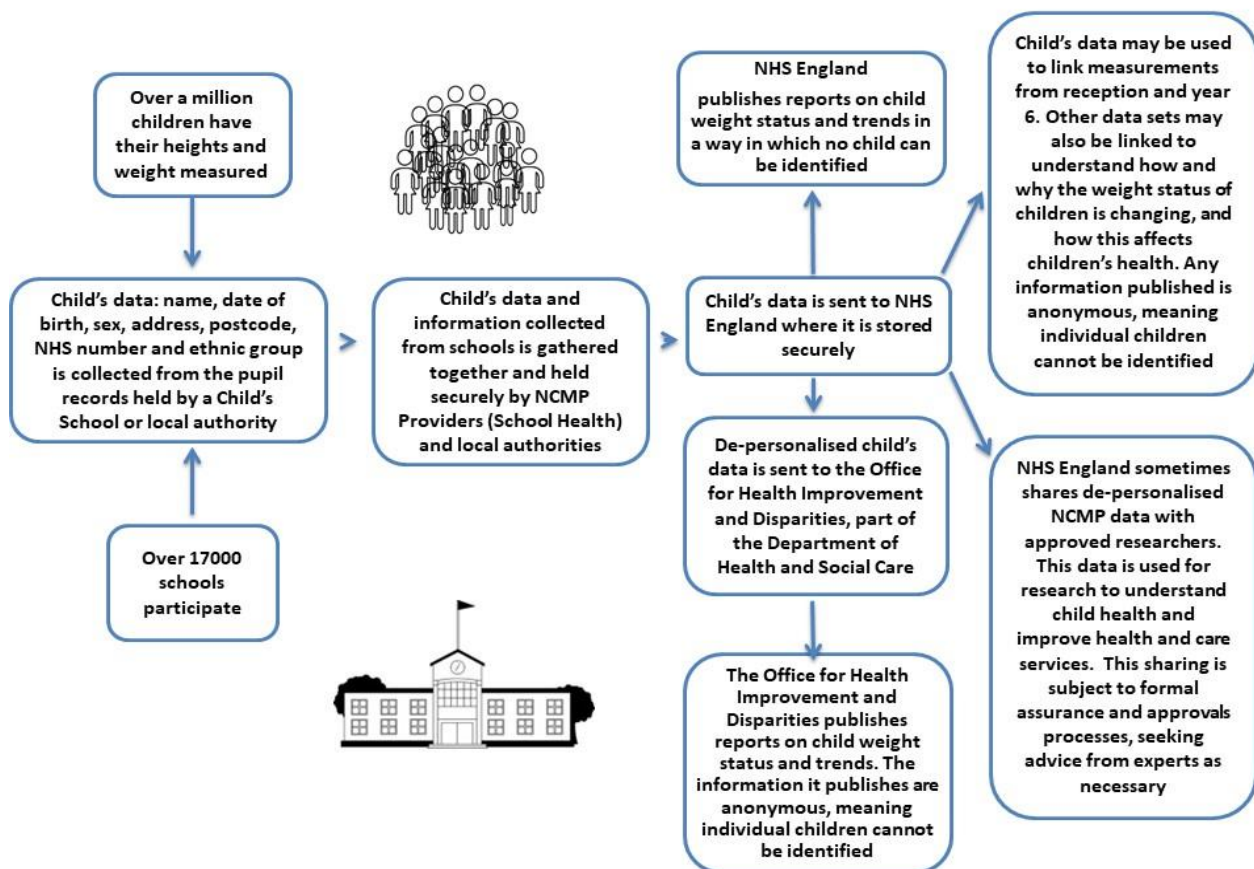 Over a million
children have
their heights and
weight measured
Child’s data: name, date of
birth, sex, address, postcode,
NHS number and ethnic group
is collected from the pupil
records held by a Child’s
School or local authority
Over 17000
schools
participate
Child’s data and
information collected
from schools is gathered
together and held
securely by NCMP
Providers (School Health)
and local authorities
Child’s data is sent to NHS
England where it is stored
securely
NHS England
publishes reports on child
weight status and trends in
a way in which no child can
be identified
Child’s data may be used
to link measurements
from reception and year
6. Other data sets may
also be linked to
understand how and
why the weight status of
children is changing, and
how this affects
children’s health. Any
information published is
anonymous, meaning
individual children
cannot be identified
De-personalised child’s
data is sent to the Office
for Health Improvement
and Disparities, part of
the Department of
Health and Social Care
The Office for Health
Improvement and
Disparities publishes
reports on child weight
status and trends. The
information it publishes are
anonymous, meaning
individual children cannot
be identified
NHS England sometimes
shares de-personalised
NCMP data with
approved researchers.
This data is used for
research to understand
child health and
improve health and care
services. This sharing is
subject to formal
assurance and approvals
processes, seeking
advice from experts as
necessary